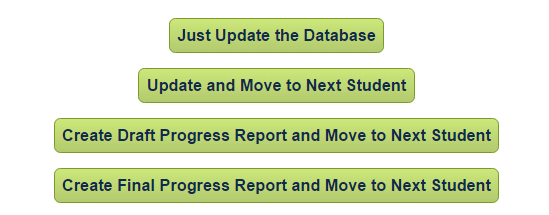 Just Update the Database
Update and Move to Next Student
Create Draft Progress Report and Move to Next Student
Create Final Progress Report and Move to Next Student